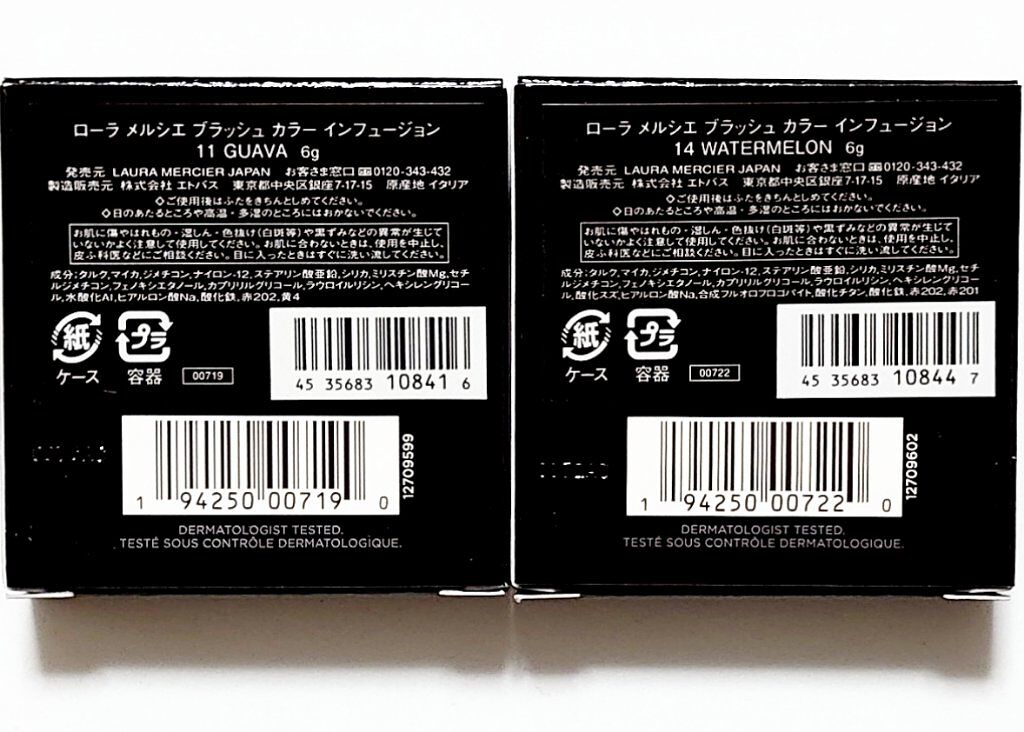 ローラ メルシエ ブラッシュ カラー インフュージョン
11 GUAVA 6g
発売元 LAURA MERCIER JAPAN お客さま窓口 0120-343-432
製造販売元 株式会社 エトバス 東京都中央区銀座7-17-15 原産地 イタリア
◇ご使用後はふたをきちんとしめてください。
◇日のあたるところや高温・多湿のところにはおかないでください。
お肌に傷やはれもの・湿しん・色抜け(白斑等)や黒ずみなどの異常が生じて
いないかよく注意して使用してください。お肌に合わないときは、使用を中止し、
皮ふ科医などにご相談ください。目に入ったときはすぐに洗い流してください。
成分:タルク,マイカ,ジメチコン,ナイロン-12,ステアリン酸亜鉛,シリカ,ミリスチン酸Mg,セチ
ルジメチコン,フェノキシエタノール,カプリリルグリコール,ラウロイルリシン,ヘキシレングリコー
ル,水酸化Al,ヒアルロン酸Na,酸化鉄,赤202,黄4
紙 プラ
ケース 容器 00719
45 35683 10841 6
1 94250 00719 0
12709599
DERMATOLOGIST TESTED.
TESTÉ SOUS CONTRÔLE DERMATOLOGIQUE.
ローラ メルシエ ブラッシュ カラー インフュージョン
14 WATERMELON 6g
発売元 LAURA MERCIER JAPAN お客さま窓口 0120-343-432
製造販売元 株式会社 エトバス 東京都中央区銀座7-17-15 原産地 イタリア
◇ご使用後はふたをきちんとしめてください。
◇日のあたるところや高温・多湿のところにはおかないでください。
お肌に傷やはれもの・湿しん・色抜け(白斑等)や黒ずみなどの異常が生じて
いないかよく注意して使用してください。お肌に合わないときは、使用を中止し、
皮ふ科医などにご相談ください。目に入ったときはすぐに洗い流してください。
成分:タルク,マイカ,ジメチコン,ナイロン-12,ステアリン酸亜鉛,シリカ,ミリスチン酸Mg,セチ
ルジメチコン,フェノキシエタノール,カプリリルグリコール,ラウロイルリシン,ヘキシレングリコー
ル,酸化スズ,ヒアルロン酸Na,合成フルオロフロゴパイト,酸化チタン,酸化鉄,赤202,赤201
紙 プラ
ケース 容器 00722
45 35683 10844 7
1 94250 00722 0
12709602
DERMATOLOGIST TESTED.
TESTÉ SOUS CONTRÔLE DERMATOLOGIQUE.